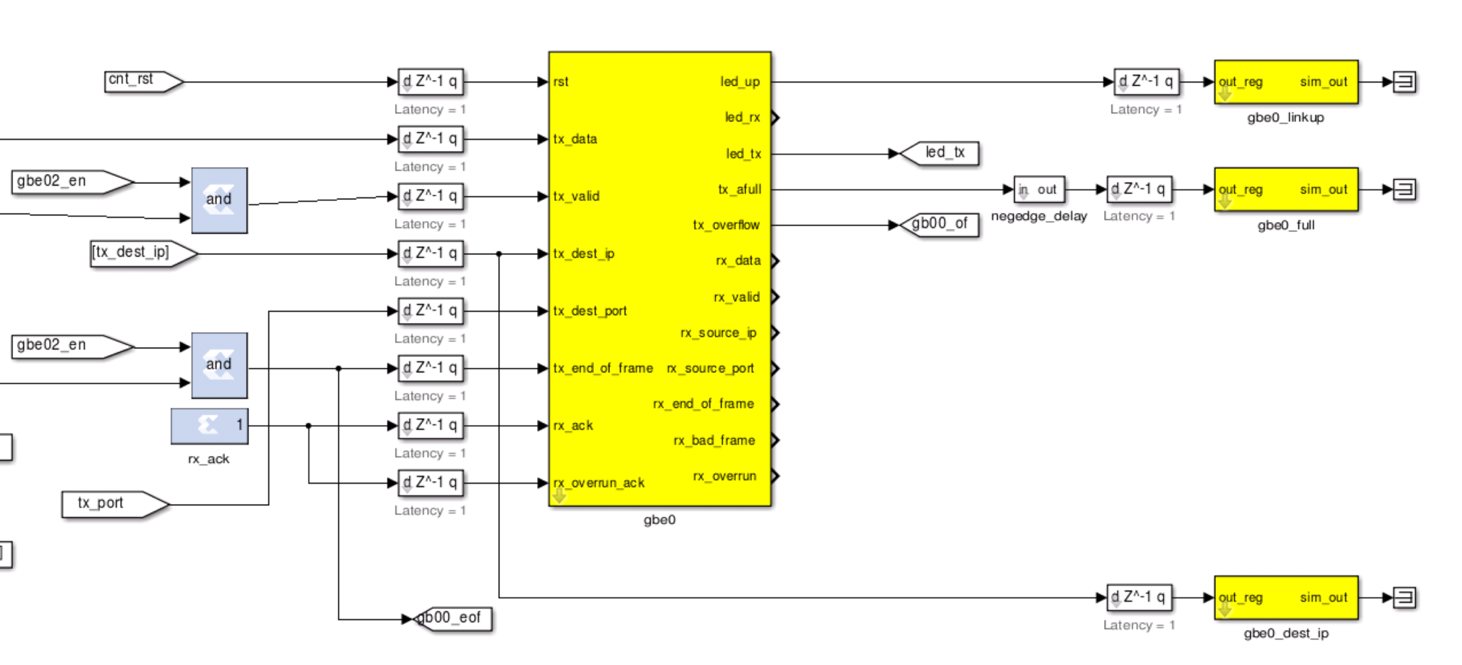 cnt_rst
d Z^-1 q
Latency = 1
rst
led_up
d Z^-1 q
Latency = 1
out_reg
sim_out
gbe0_linkup
led_rx
d Z^-1 q
Latency = 1
tx_data
led_tx
led_tx
gbe02_en
and
d Z^-1 q
Latency = 1
tx_valid
tx_afull
in out
negedge_delay
d Z^-1 q
Latency = 1
out_reg
sim_out
gbe0_full
tx_overflow
gb00_of
[tx_dest_ip]
d Z^-1 q
Latency = 1
tx_dest_ip
rx_data
rx_valid
d Z^-1 q
Latency = 1
tx_dest_port
rx_source_ip
gbe02_en
and
d Z^-1 q
Latency = 1
tx_end_of_frame
rx_source_port
rx_end_of_frame
1
rx_ack
d Z^-1 q
Latency = 1
rx_ack
rx_bad_frame
d Z^-1 q
Latency = 1
rx_overrun_ack
rx_overrun
tx_port
gbe0
gb00_eof
d Z^-1 q
Latency = 1
out_reg
sim_out
gbe0_dest_ip